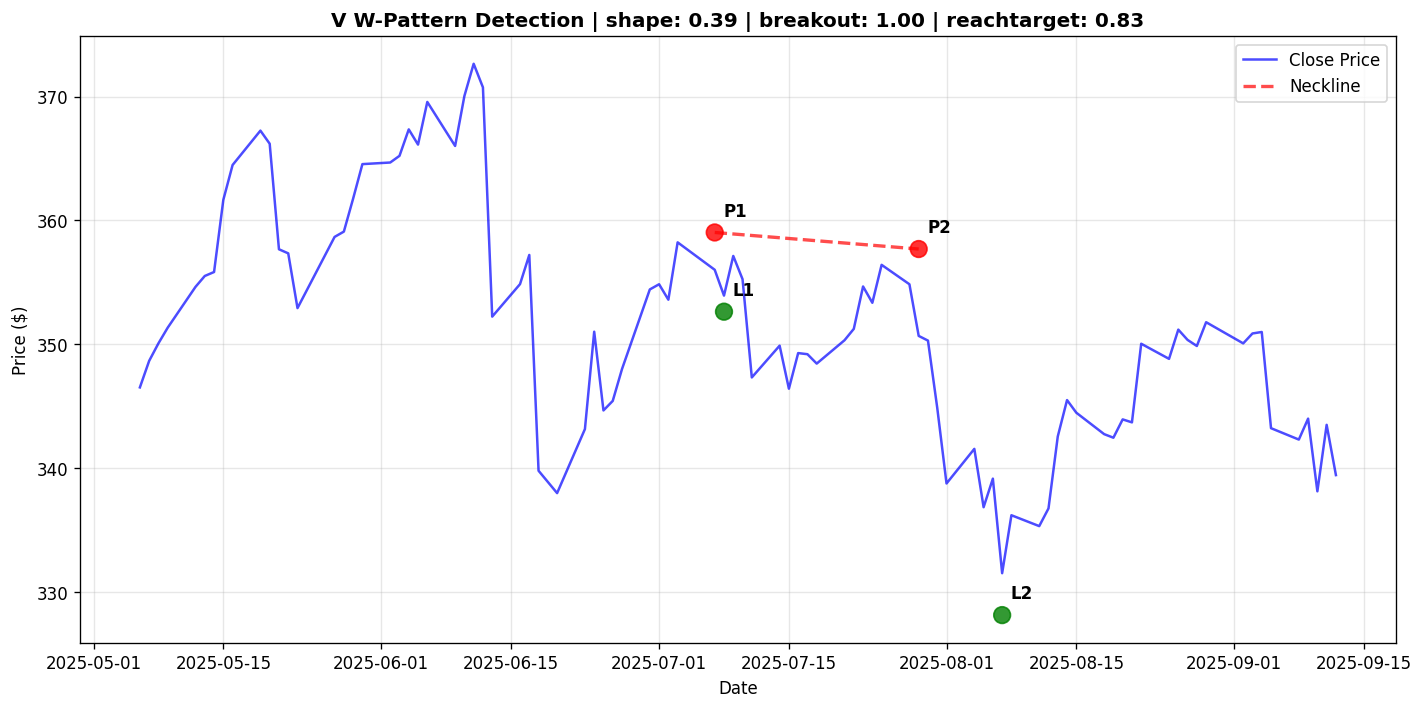 V W-Pattern Detection | shape: 0.39 | breakout: 1.00 | reachtarget: 0.83
Close Price
Neckline
Price ($)
370
360
350
340
330
P1
P2
L1
L2
2025-05-01 2025-05-15 2025-06-01 2025-06-15 2025-07-01 2025-07-15 2025-08-01 2025-08-15 2025-09-01 2025-09-15
Date